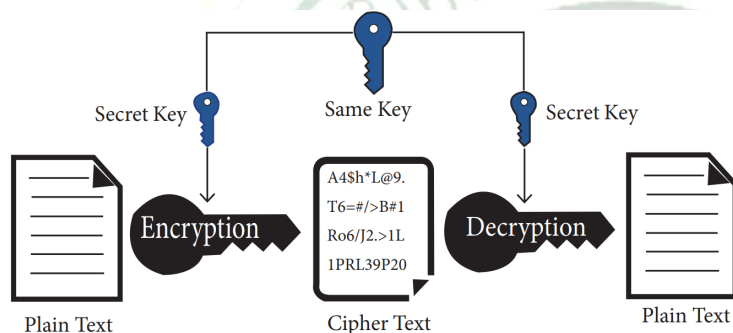 Secret Key
Same Key
Secret Key
Encryption
A4$h*L@9.
T6=#/>B#1
Ro6/J2.>1L
1PRL39P20
Decryption
Plain Text
Cipher Text
Plain Text